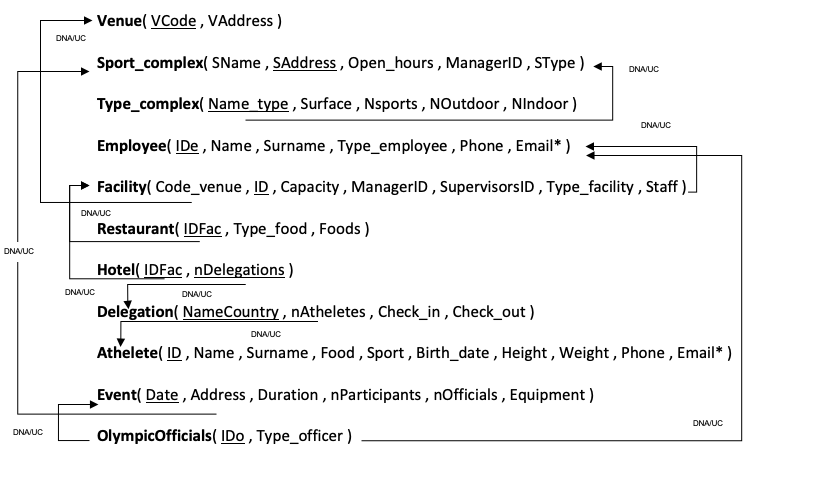 Venue( VCode , VAddress )
DNA/UC
Sport_complex( SName , SAddress , Open_hours , ManagerID , SType )
DNA/UC
Type_complex( Name_type , Surface , Nsports , NOutdoor , NIndoor )
DNA/UC
Employee( IDe , Name , Surname , Type_employee , Phone , Email* )
Facility( Code_venue , ID , Capacity , ManagerID , SupervisorsID , Type_facility , Staff )
DNA/UC
Restaurant( IDFac , Type_food , Foods )
DNA/UC
Hotel( IDFac , nDelegations )
DNA/UC
DNA/UC
Delegation( NameCountry , nAtheletes , Check_in , Check_out )
DNA/UC
Athelete( ID , Name , Surname , Food , Sport , Birth_date , Height , Weight , Phone , Email* )
Event( Date , Address , Duration , nParticipants , nOfficials , Equipment )
DNA/UC
DNA/UC
OlympicOfficials( IDo , Type_officer )